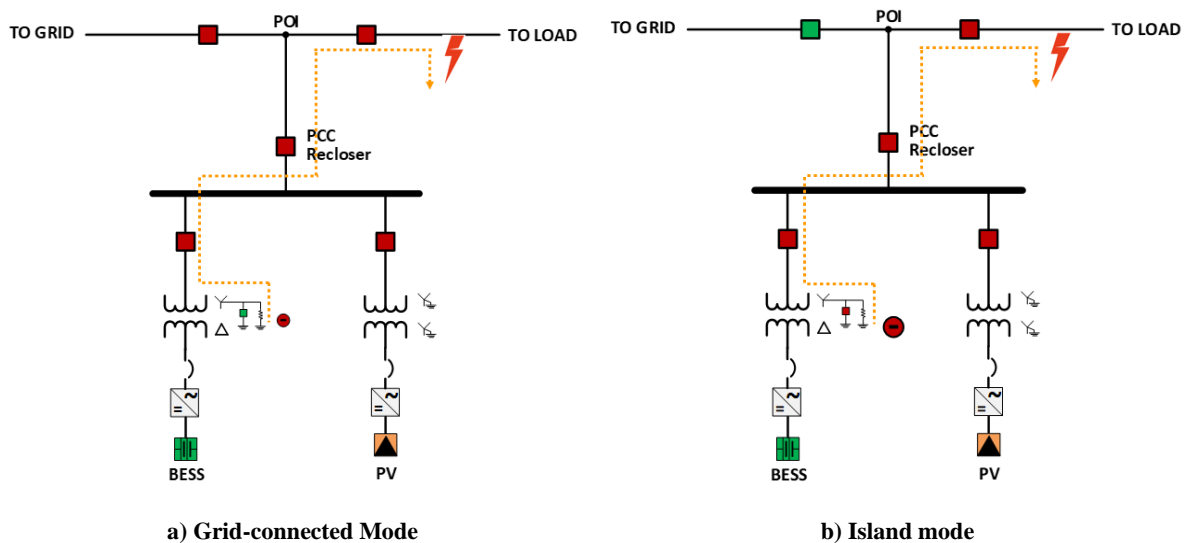 TO GRID
POI
TO LOAD
PCC
Recloser
BESS
PV
a) Grid-connected Mode
TO GRID
POI
TO LOAD
PCC
Recloser
BESS
PV
b) Island mode